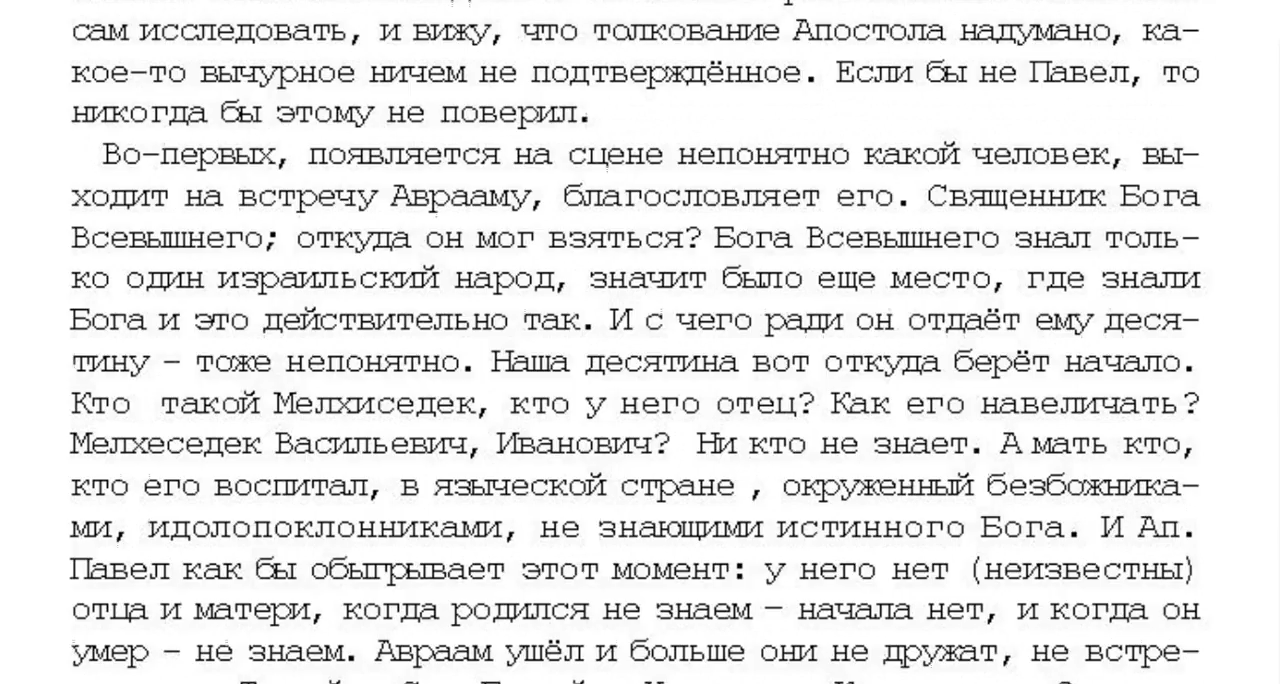 сам исследовать, и вижу, что толкование Апостола надумано, ка-
кое-то вычурное ничем не подтверждённое. Если бы не Павел, то
никогда бы этому не поверил.
Во-первых, появляется на сцене непонятно какой человек, вы-
ходит на встречу Аврааму, благословляет его. Священник Бога
Всевышнего; откуда он мог взяться? Бога Всевышнего знал толь-
ко один израильский народ, значит было еще место, где знали
Бога и это действительно так. И с чего ради он отдаёт ему деся-
тину - тоже непонятно. Наша десятина вот откуда берёт начало.
Кто такой Мелхиседек, кто у него отец? Как его навеличать?
Мелхеседек Васильевич, Иванович? Ни кто не знает. А мать кто,
кто его воспитал, в языческой стране , окруженный безбожника-
ми, идолопоклонниками, не знающими истинного Бога. И Ап.
Павел как бы обыгрывает этот момент: у него нет (неизвестны)
отца и матери, когда родился не знаем - начала нет, и когда он
умер - не знаем. Авраам ушёл и больше они не дружат, не встре-